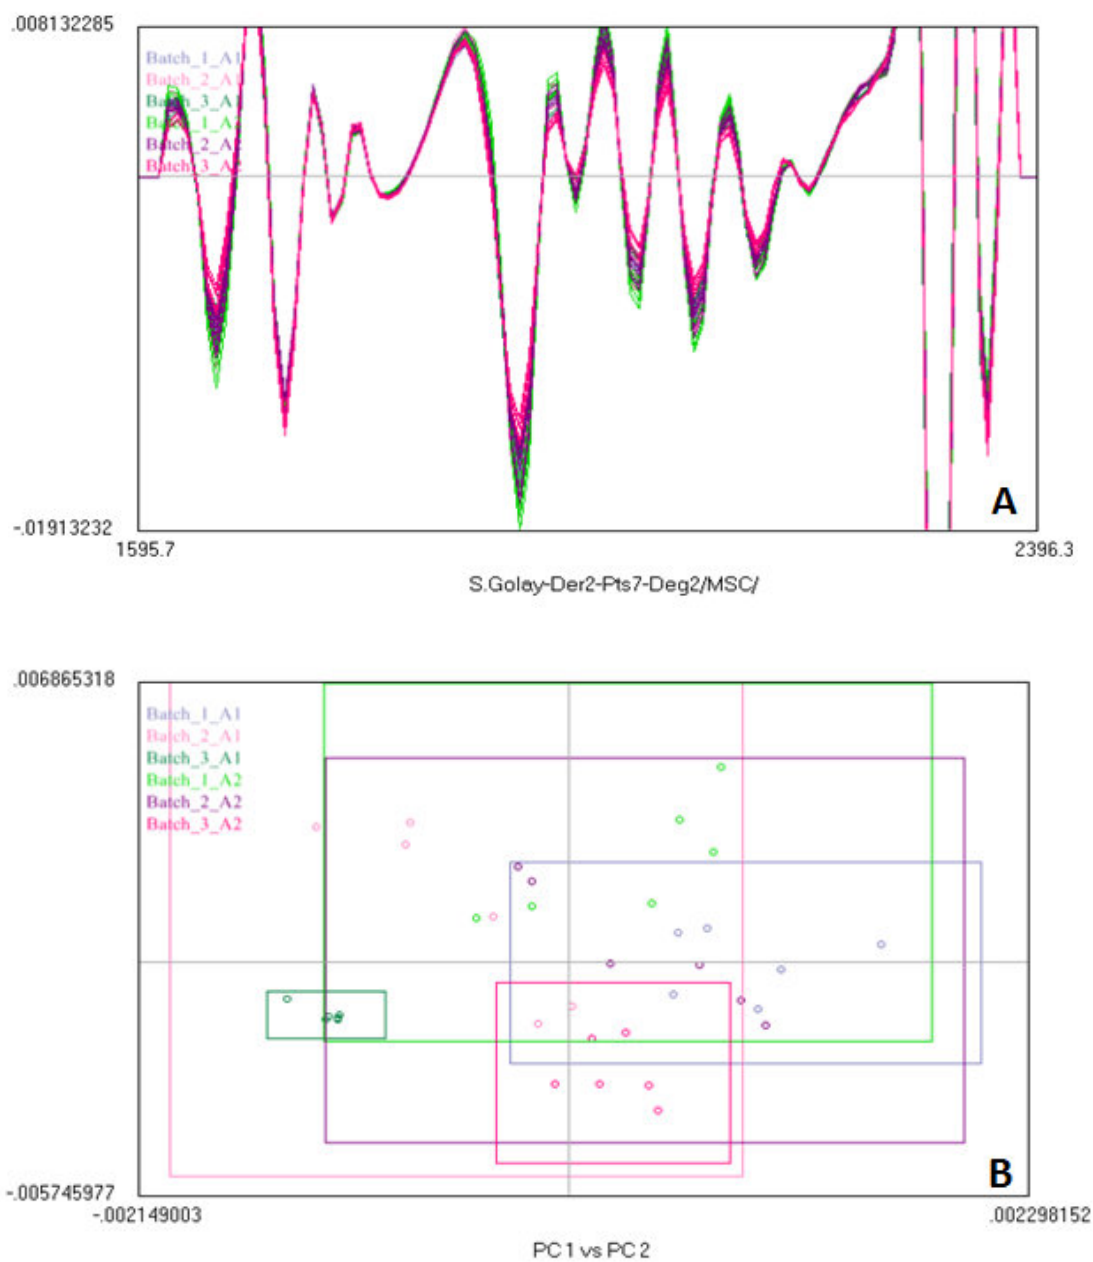 .008132285
Batch_1_A1
Batch_2_A1
Batch_3_A1
Batch_1_A2
Batch_2_A2
Batch_3_A2
A
-.01913232
1595.7
2396.3
S.Golay-Der2-Pts7-Deg2/MSC/
.006865318
Batch_1_A1
Batch_2_A1
Batch_3_A1
Batch_1_A2
Batch_2_A2
Batch_3_A2
B
-.005745977
-.002149003
.002298152
PC 1 vs PC 2